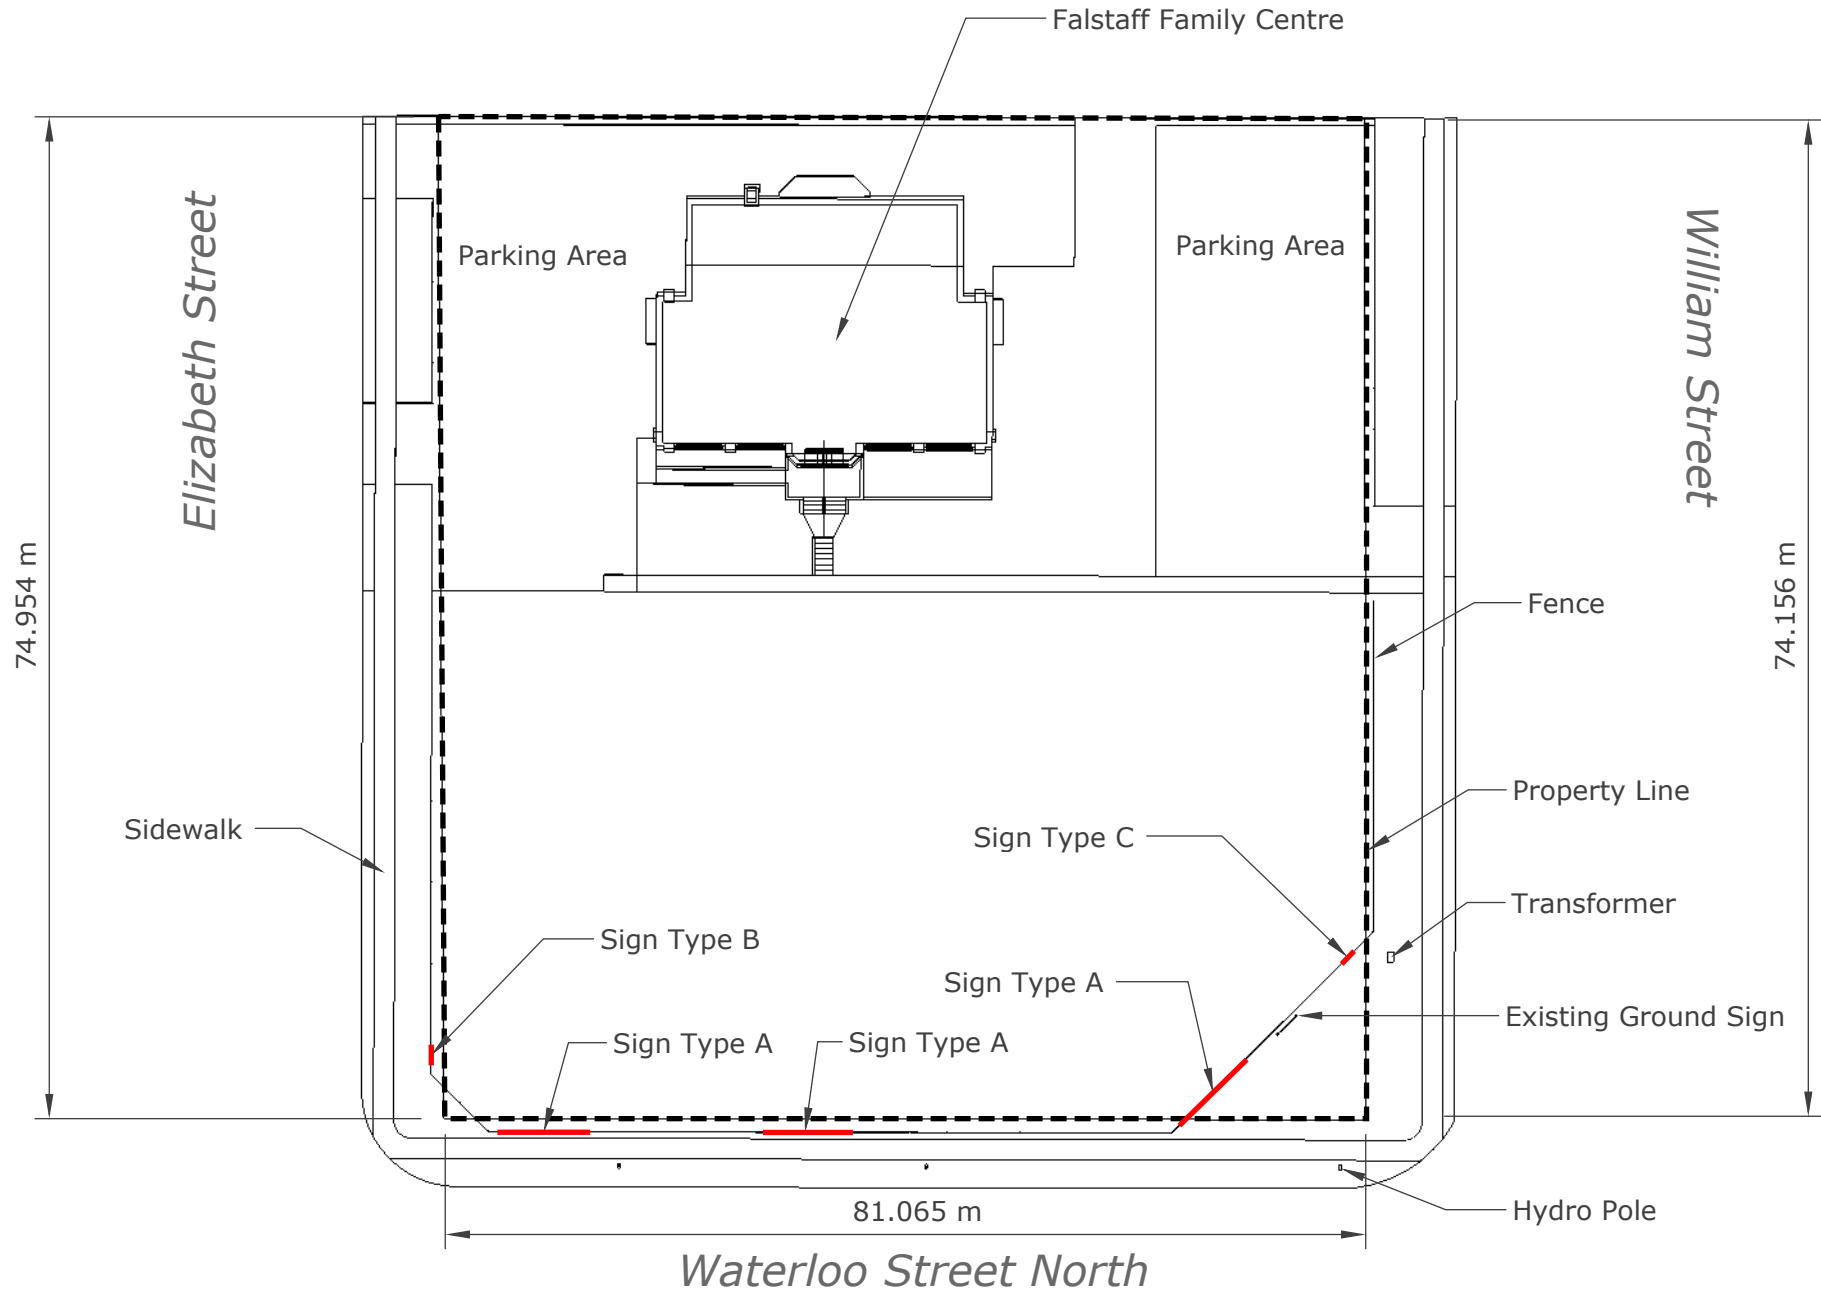 Falstaff Family Centre
Elizabeth Street
William Street
Parking Area
Parking Area
74.954 m
74.156 m
Fence
Property Line
Sidewalk
Sign Type C
Transformer
Sign Type B
Sign Type A
Existing Ground Sign
Sign Type A
Sign Type A
Hydro Pole
81.065 m
Waterloo Street North